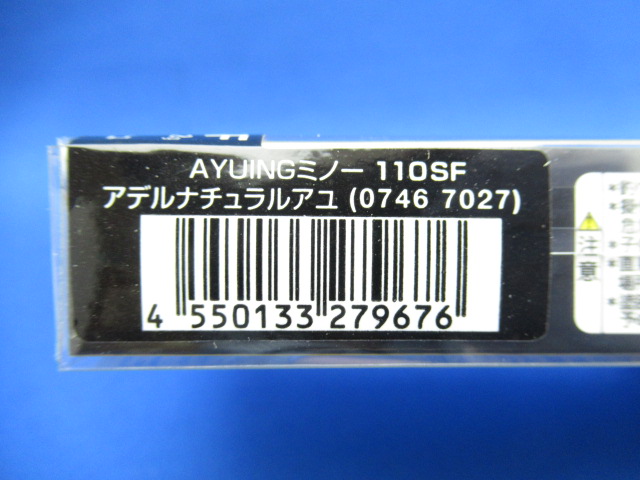 AYUINGミノー 110SF
アデルナチュラルアユ (0746 7027)
4 550133 279676
注意